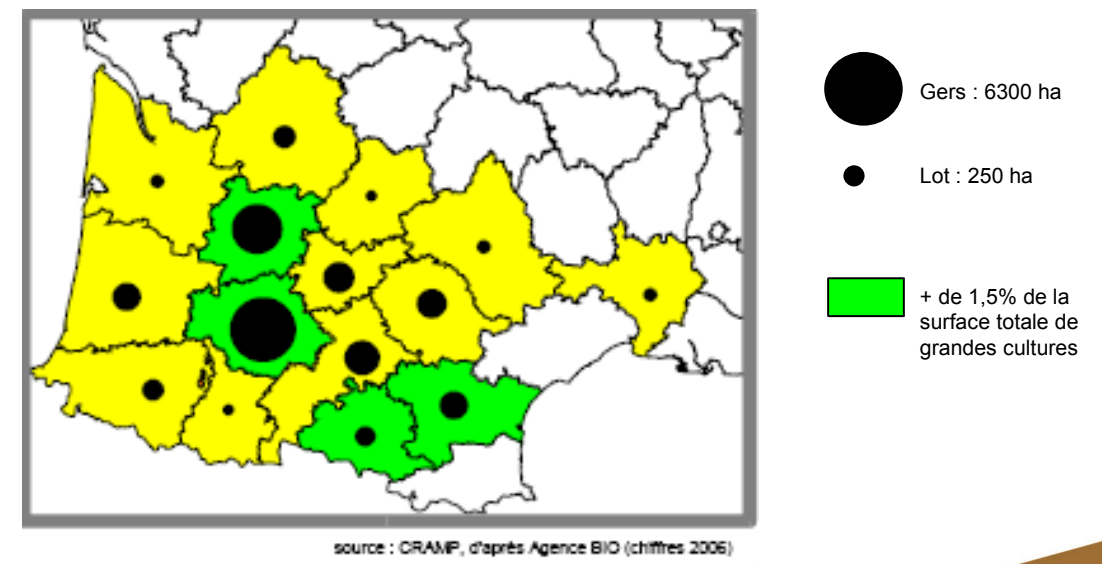 Gers : 6300 ha
Lot : 250 ha
+ de 1,5% de la
surface totale de
grandes cultures
source : CRAMP, d'après Agence BIO (chiffres 2006)